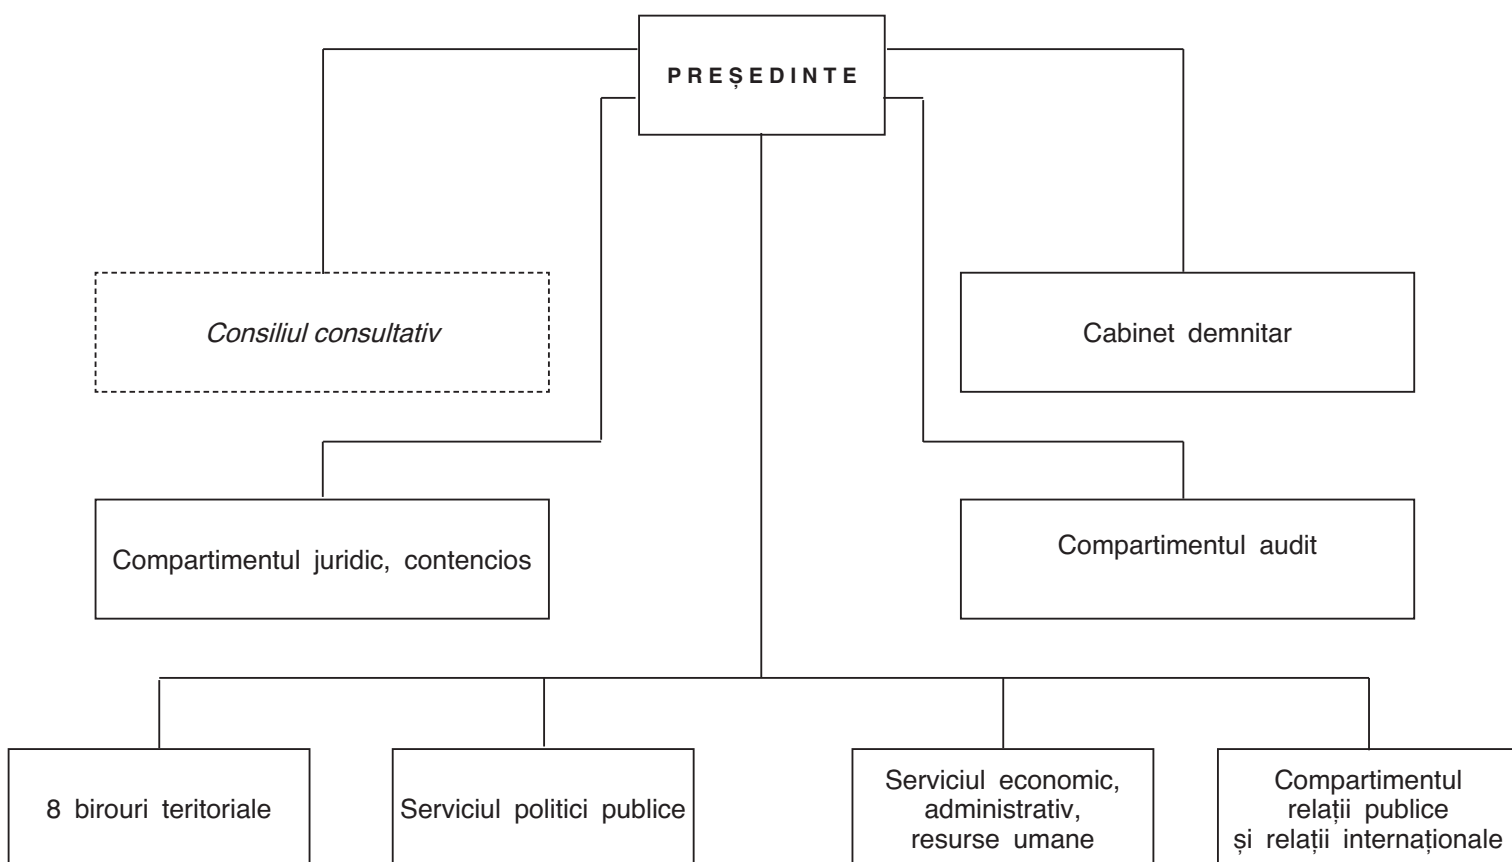 PREȘEDINTE
Consiliul consultativ
Cabinet demnitar
Compartimentul juridic, contencios
Compartimentul audit
8 birouri teritoriale
Serviciul politici publice
Serviciul economic,
administrativ,
resurse umane
Compartimentul
relații publice
și relații internaționale